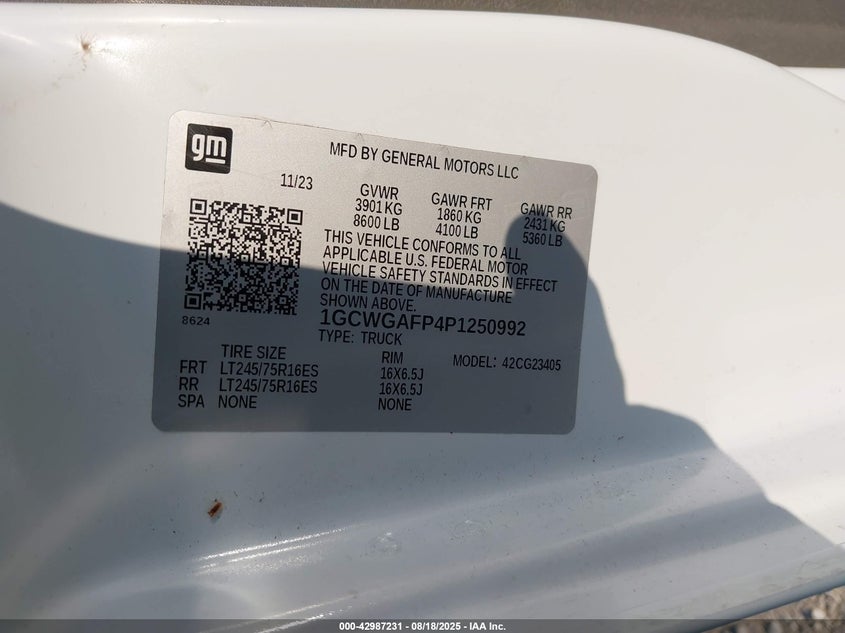 gm
MFD BY GENERAL MOTORS LLC
11/23
GVWR
3901 KG
8600 LB
GAWR FRT
1860 KG
4100 LB
GAWR RR
2431 KG
5360 LB
THIS VEHICLE CONFORMS TO ALL
APPLICABLE U.S. FEDERAL MOTOR
VEHICLE SAFETY STANDARDS IN EFFECT
ON THE DATE OF MANUFACTURE
SHOWN ABOVE.
8624
1GCWGAFP4P1250992
TYPE: TRUCK
TIRE SIZE RIM MODEL: 42CG23405
FRT LT245/75R16ES 16X6.5J
RR LT245/75R16ES 16X6.5J
SPA NONE NONE
000-42987231 - 08/18/2025 - IAA Inc.